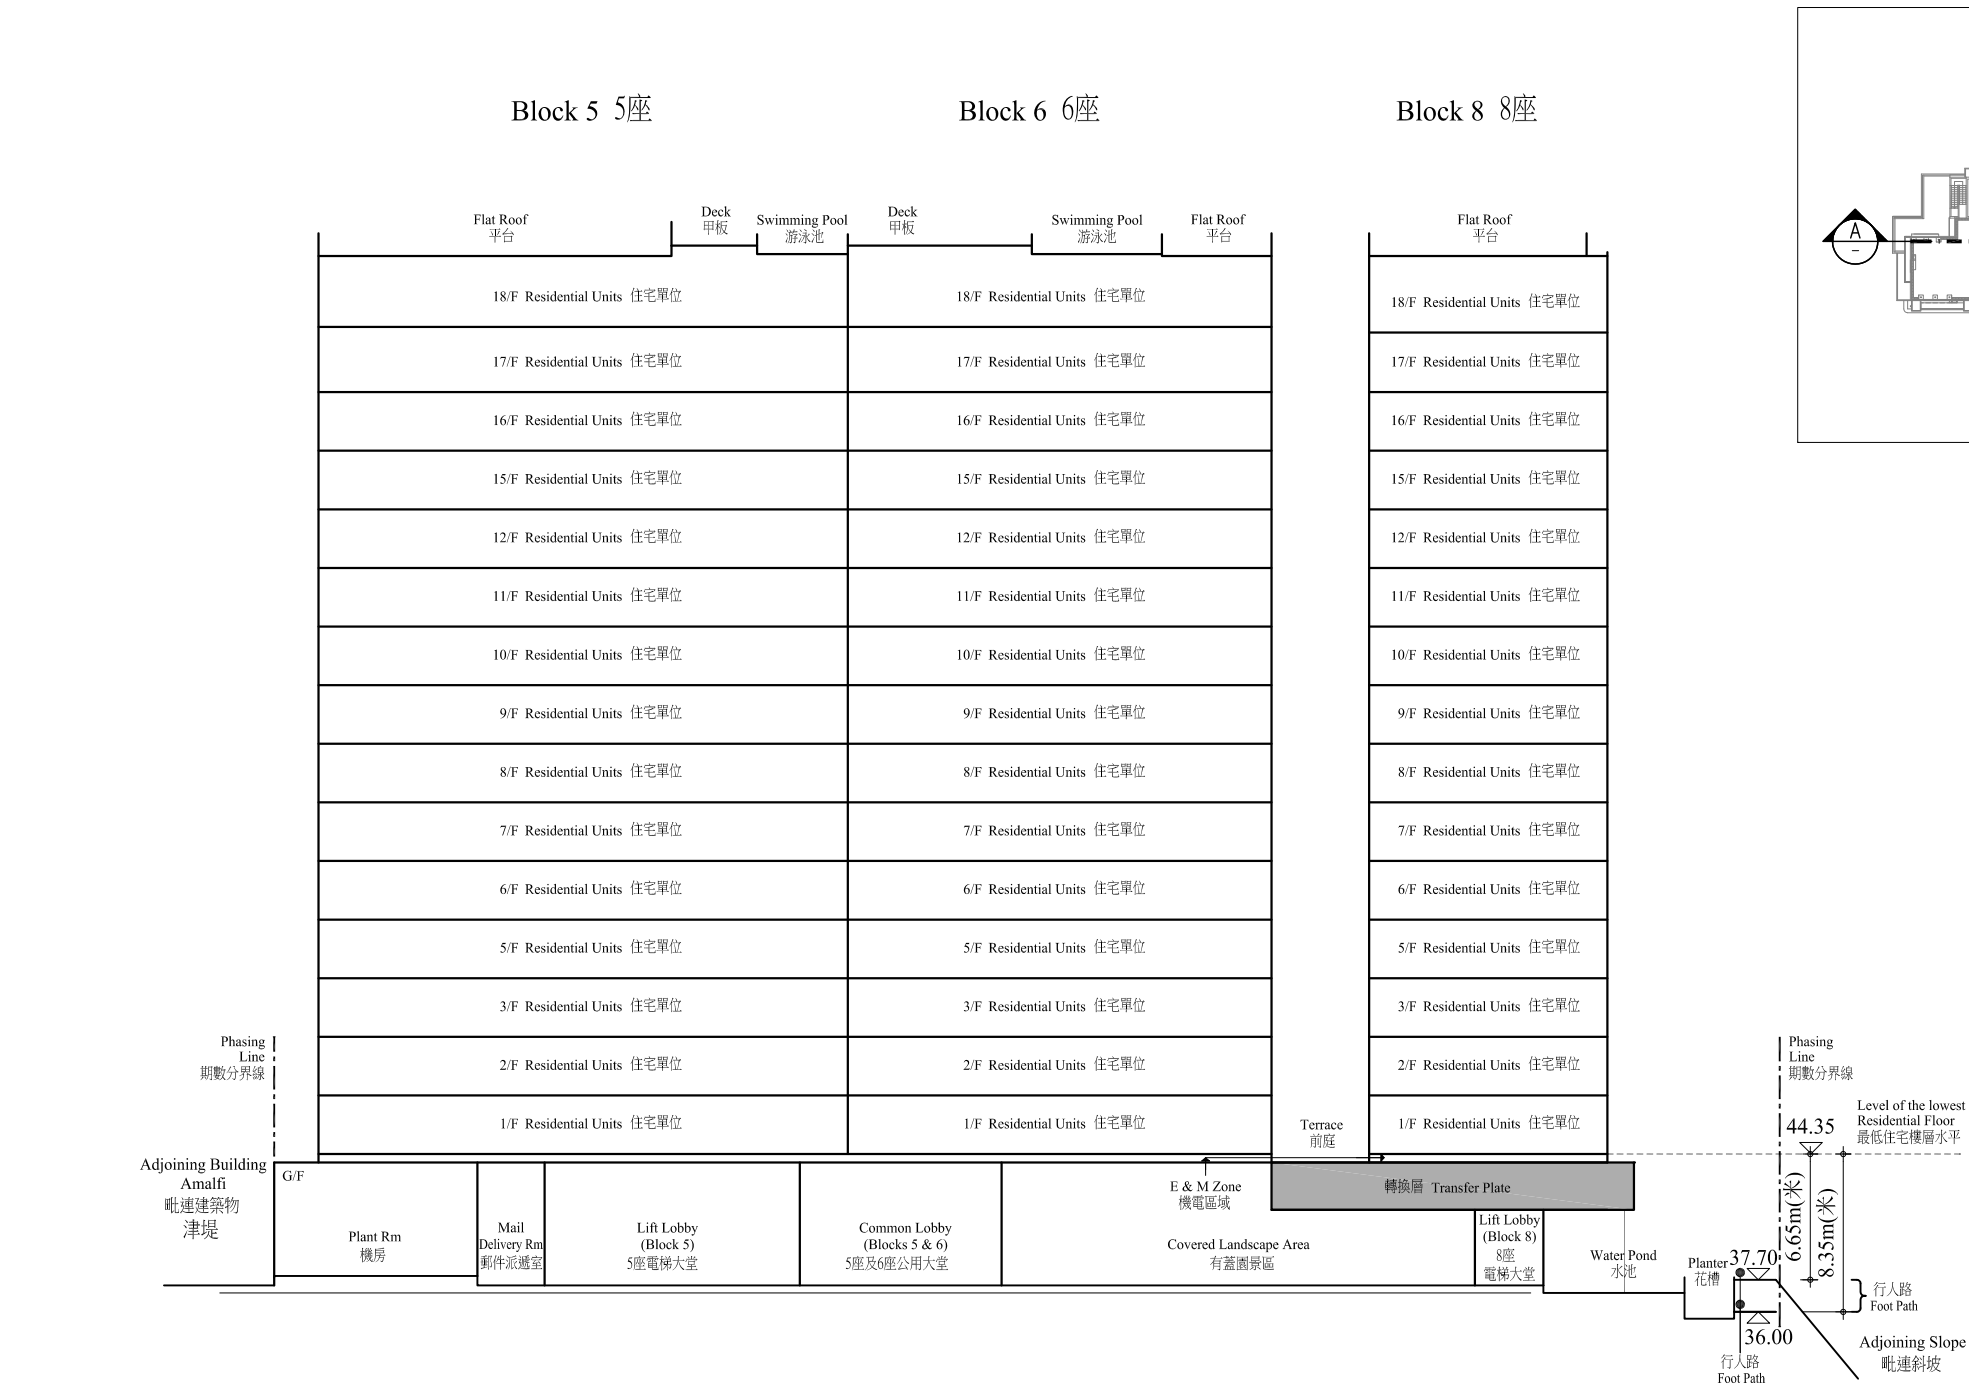 Block 5 5座
Block 6 6座
Block 8 8座
Flat Roof
平台
Deck
甲板
Swimming Pool
游泳池
Deck
甲板
Swimming Pool
游泳池
Flat Roof
平台
Flat Roof
平台
A
–
18/F Residential Units 住宅單位
18/F Residential Units 住宅單位
18/F Residential Units 住宅單位
17/F Residential Units 住宅單位
17/F Residential Units 住宅單位
17/F Residential Units 住宅單位
16/F Residential Units 住宅單位
16/F Residential Units 住宅單位
16/F Residential Units 住宅單位
15/F Residential Units 住宅單位
15/F Residential Units 住宅單位
15/F Residential Units 住宅單位
12/F Residential Units 住宅單位
12/F Residential Units 住宅單位
12/F Residential Units 住宅單位
11/F Residential Units 住宅單位
11/F Residential Units 住宅單位
11/F Residential Units 住宅單位
10/F Residential Units 住宅單位
10/F Residential Units 住宅單位
10/F Residential Units 住宅單位
9/F Residential Units 住宅單位
9/F Residential Units 住宅單位
9/F Residential Units 住宅單位
8/F Residential Units 住宅單位
8/F Residential Units 住宅單位
8/F Residential Units 住宅單位
7/F Residential Units 住宅單位
7/F Residential Units 住宅單位
7/F Residential Units 住宅單位
6/F Residential Units 住宅單位
6/F Residential Units 住宅單位
6/F Residential Units 住宅單位
5/F Residential Units 住宅單位
5/F Residential Units 住宅單位
5/F Residential Units 住宅單位
3/F Residential Units 住宅單位
3/F Residential Units 住宅單位
3/F Residential Units 住宅單位
2/F Residential Units 住宅單位
2/F Residential Units 住宅單位
2/F Residential Units 住宅單位
1/F Residential Units 住宅單位
1/F Residential Units 住宅單位
1/F Residential Units 住宅單位
Phasing
Line
期數分界線
Phasing
Line
期數分界線
Terrace
前庭
Level of the lowest
Residential Floor
最低住宅樓層水平
44.35
Adjoining Building
Amalfi
毗連建築物
津堤
G/F
Plant Rm
機房
Mail
Delivery Rm
郵件派遞室
Lift Lobby
(Block 5)
5座電梯大堂
Common Lobby
(Blocks 5 & 6)
5座及6座公用大堂
E & M Zone
機電區域
Covered Landscape Area
有蓋園景區
轉換層 Transfer Plate
Lift Lobby
(Block 8)
8座
電梯大堂
Water Pond
水池
Planter
花槽
37.70
6.65m(米)
8.35m(米)
行人路
Foot Path
36.00
行人路
Foot Path
Adjoining Slope
毗連斜坡